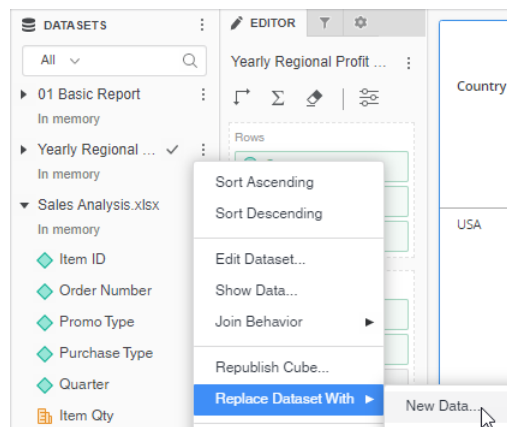 DATASETS
All
01 Basic Report
In memory
Yearly Regional ...
In memory
Sales Analysis.xlsx
In memory
Item ID
Order Number
Promo Type
Purchase Type
Quarter
Item Qty
EDITOR
Yearly Regional Profit ...
Rows
Sort Ascending
Sort Descending
Edit Dataset...
Show Data...
Join Behavior
Republish Cube...
Replace Dataset With
New Data...
Country
USA